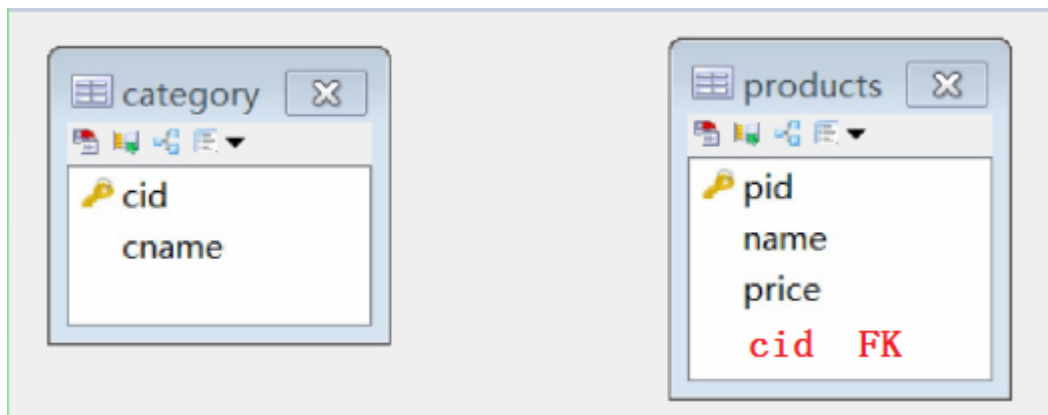 category
cid
cname
products
pid
name
price
cid FK